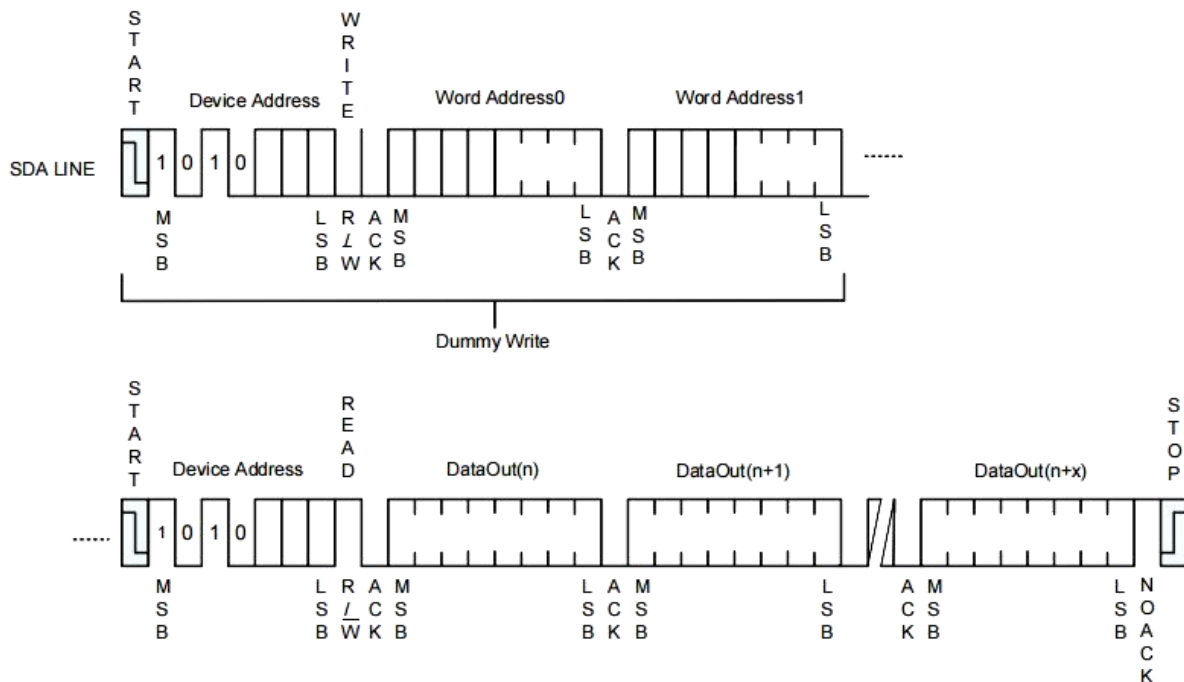 START
WRITE
Device Address
Word Address0
Word Address1
SDA LINE
1 0 1 0
........
MSB
LSB
R/W
ACK
MSB
LSB
ACK
MSB
LSB
Dummy Write
START
READ
STOP
Device Address
DataOut(n)
DataOut(n+1)
DataOut(n+x)
........
1 0 1 0
MSB
LSB
R/W
ACK
MSB
LSB
ACK
MSB
LSB
ACK
MSB
LSB
NOACK